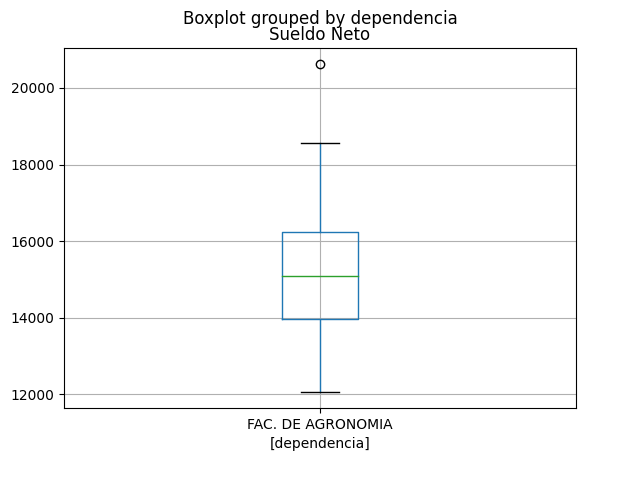 Boxplot grouped by dependencia
Sueldo Neto
20000
18000
16000
14000
12000
FAC. DE AGRONOMIA
[dependencia]